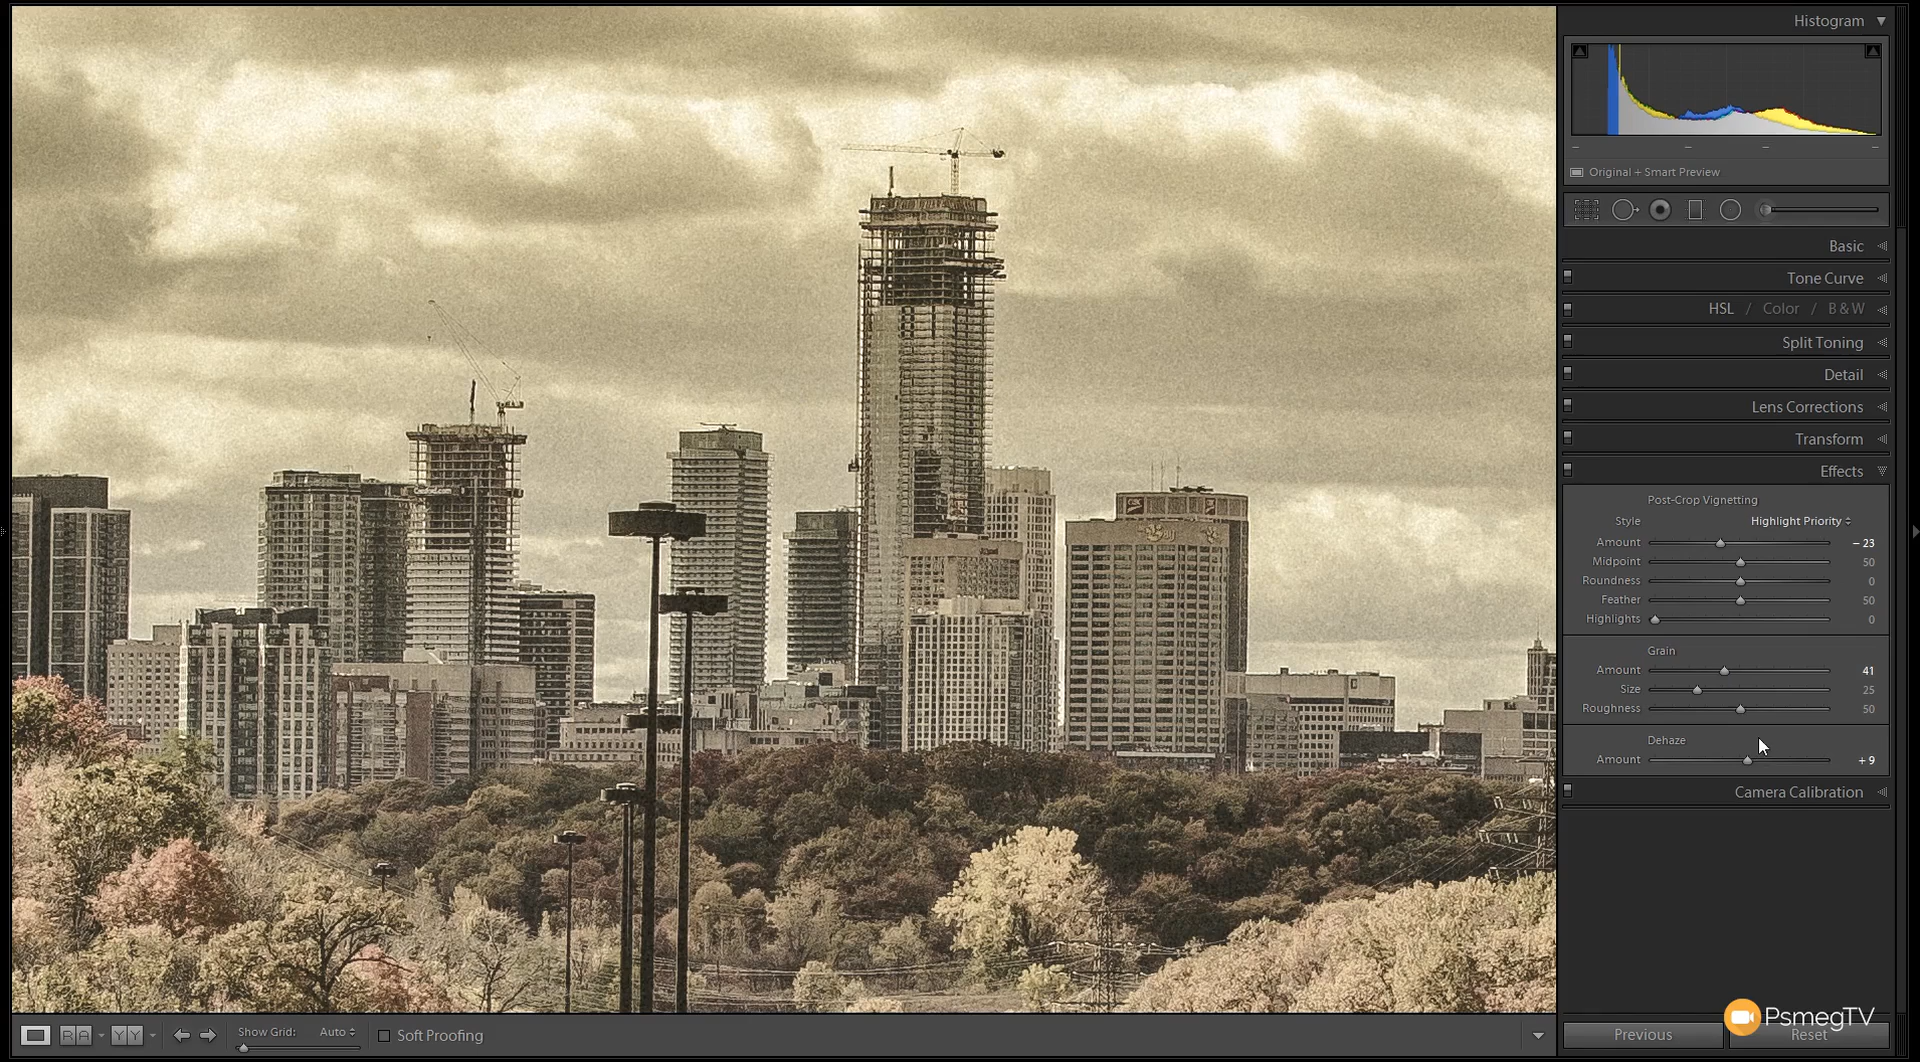 Histogram
Original + Smart Preview
Basic
Tone Curve
HSL / Color / B & W
Split Toning
Detail
Lens Corrections
Transform
Effects
Post-Crop Vignetting
Style Highlight Priority
Amount – 23
Midpoint 50
Roundness 0
Feather 50
Highlights 0
Grain
Amount 41
Size 25
Roughness 50
Dehaze
Amount + 9
Camera Calibration
PsmegTV
Previous Reset
R A Y Y Show Grid: Auto Soft Proofing